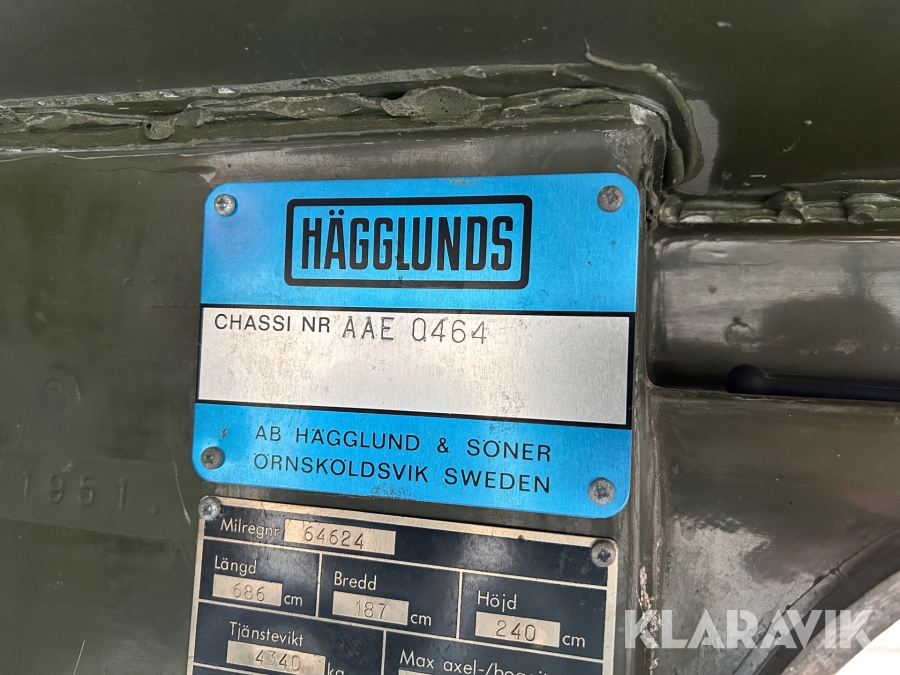 HÄGGLUNDS
CHASSI NR AAE 0464
AB HÄGGLUND & SÖNER
ÖRNSKÖLDSVIK SWEDEN
1951.
Milregnr 64624
Längd
686 cm
Bredd
187 cm
Höjd
240 cm
Tjänstevikt
4340 kg
Max axel-/boggi
KLARAVIK